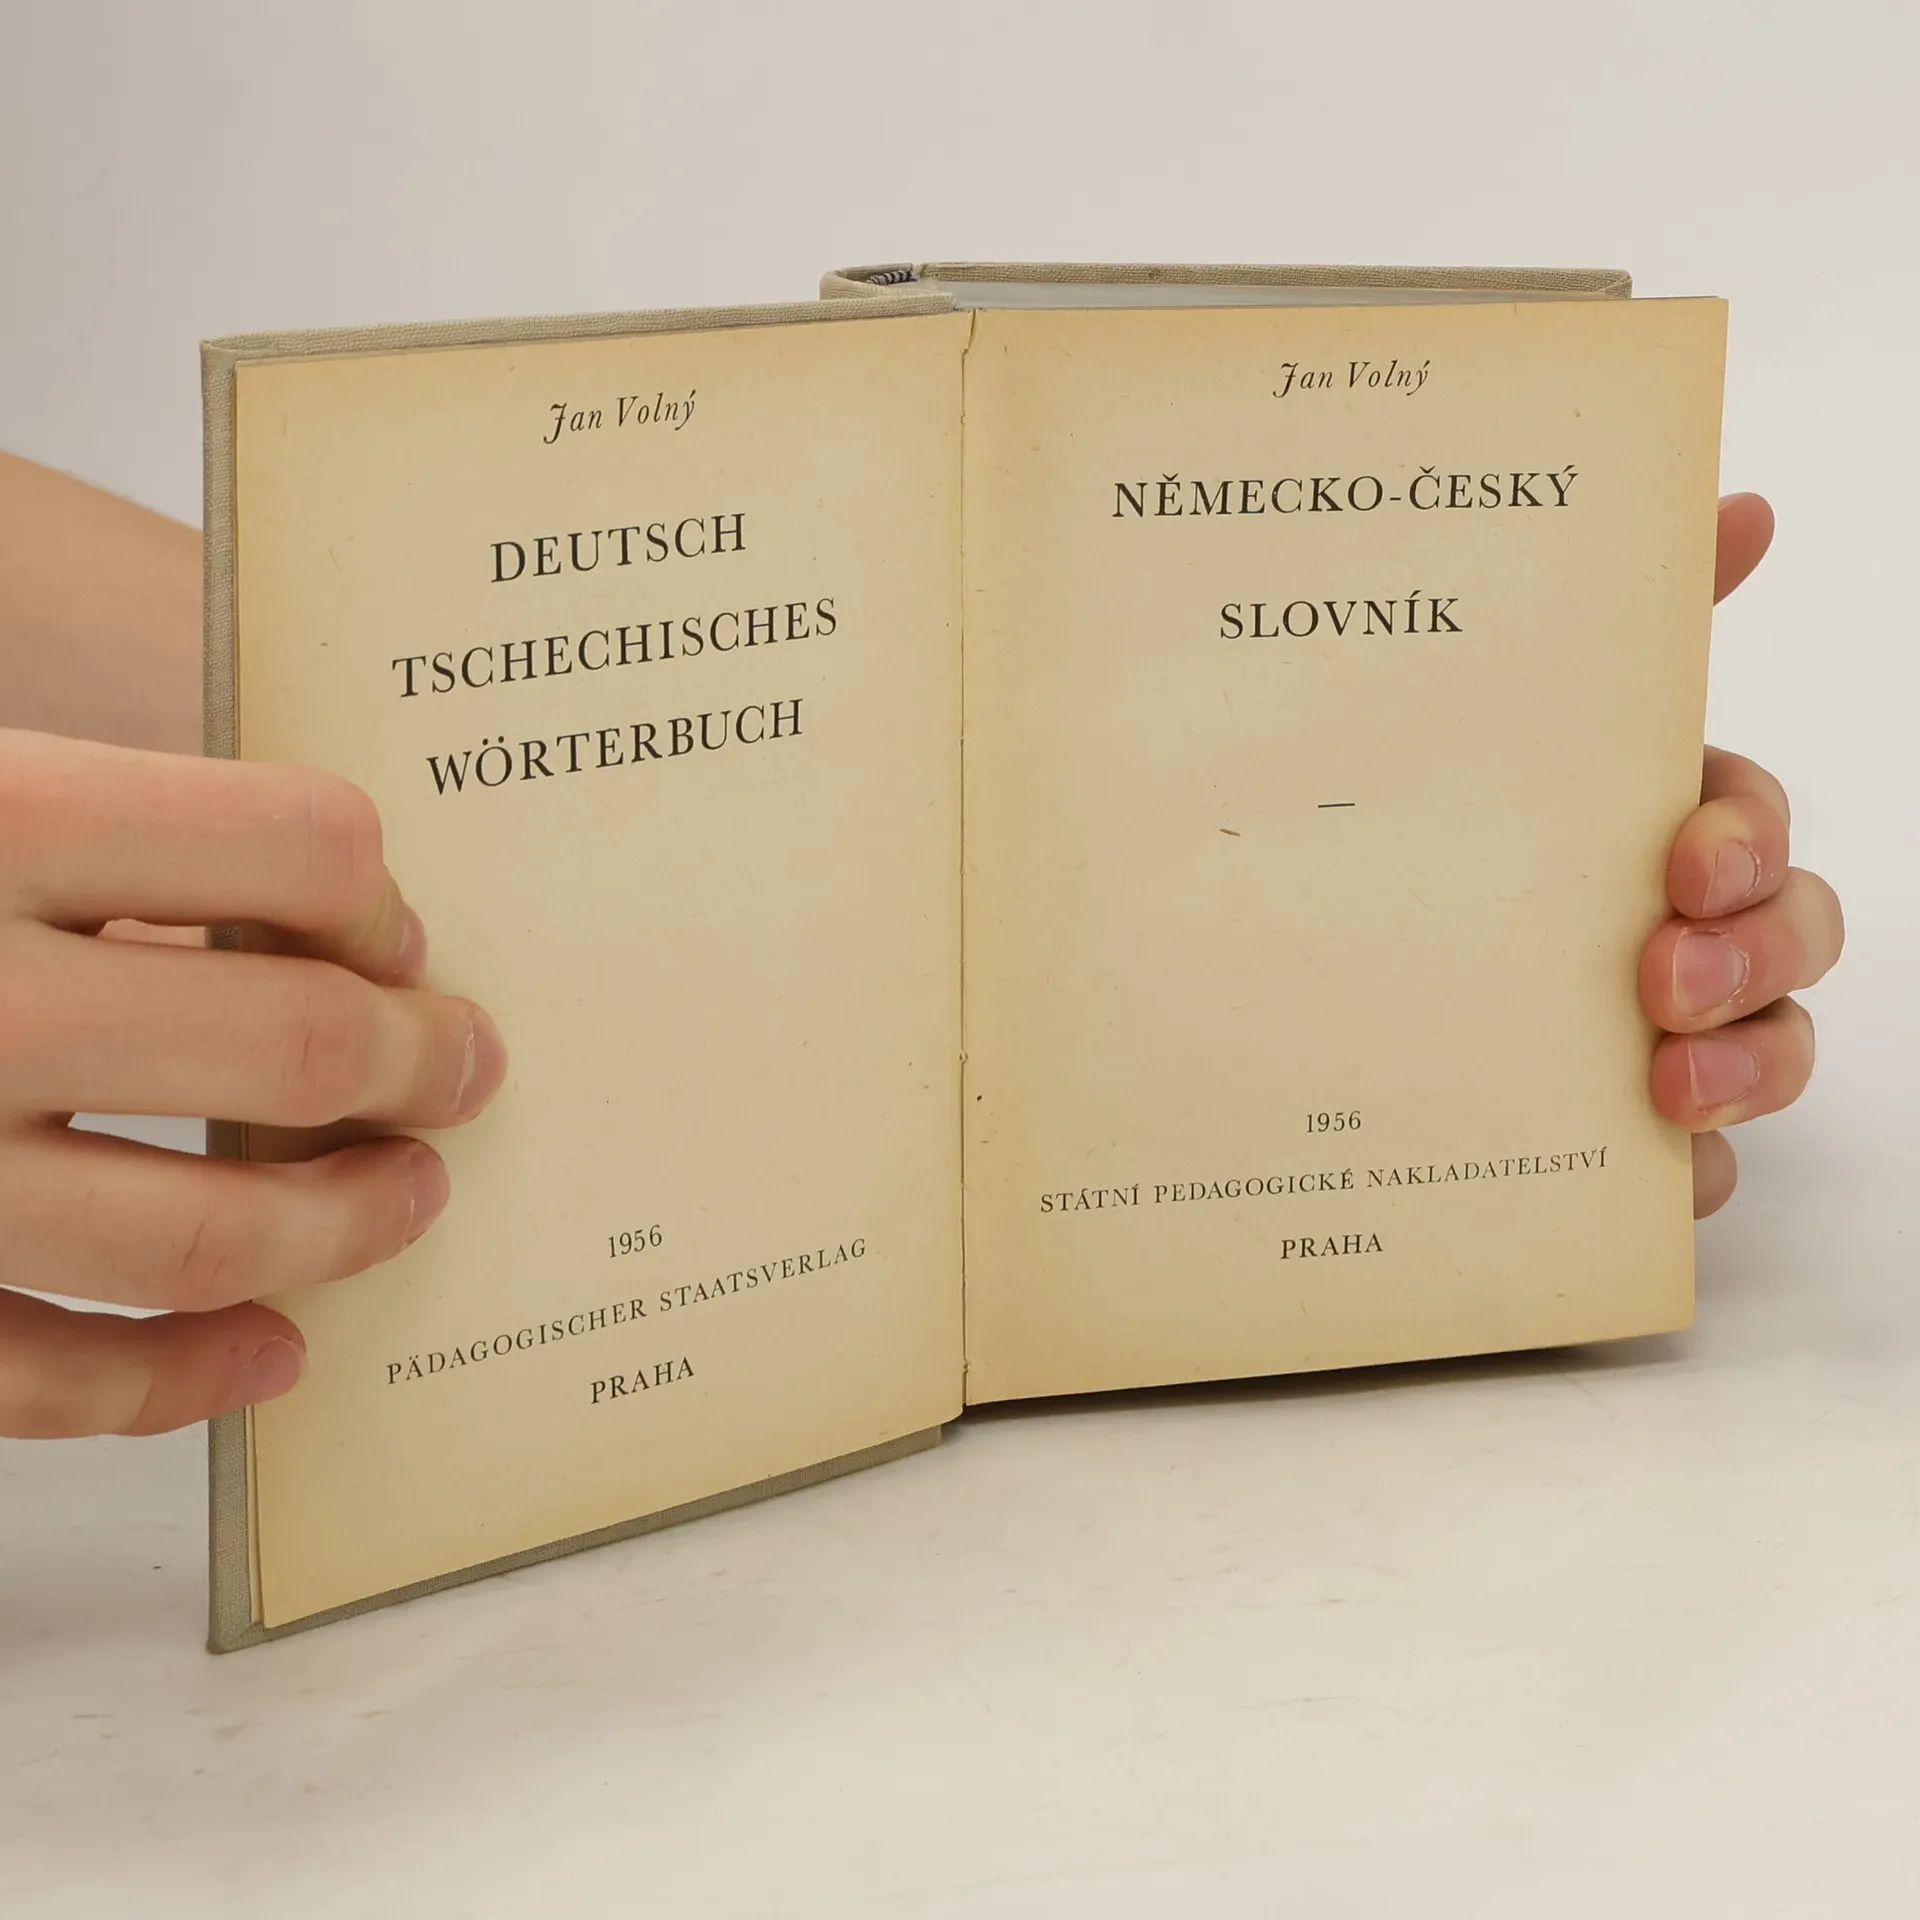 Jan Volný
DEUTSCH
TSCHECHISCHES
WÖRTERBUCH
1956
PÄDAGOGISCHER STAATSVERLAG
PRAHA
Jan Volný
NĚMECKO-ČESKÝ
SLOVNÍK
—
1956
STÁTNÍ PEDAGOGICKÉ NAKLADATELSTVÍ
PRAHA